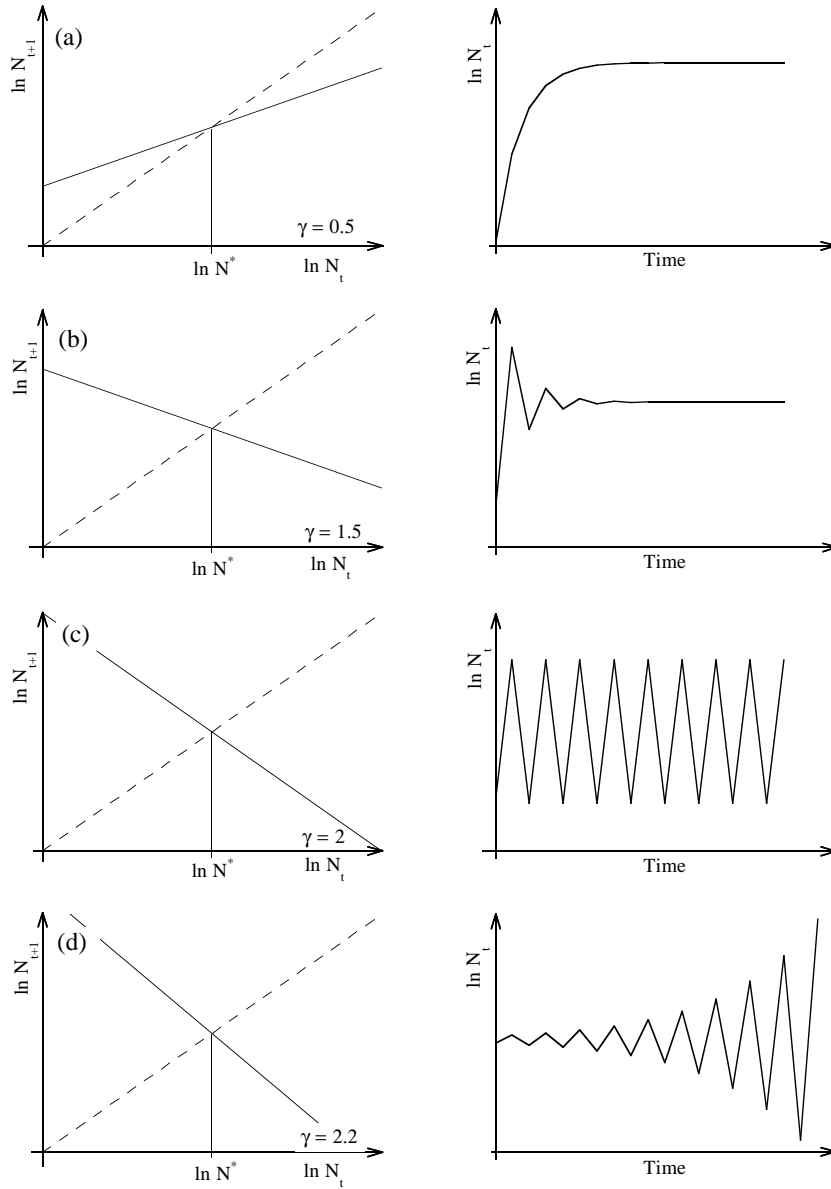 (a)
ln N_{t+1}
γ = 0.5
ln N^*
ln N_t
ln N_t
Time
(b)
ln N_{t+1}
γ = 1.5
ln N^*
ln N_t
ln N_t
Time
(c)
ln N_{t+1}
γ = 2
ln N^*
ln N_t
ln N_t
Time
(d)
ln N_{t+1}
γ = 2.2
ln N^*
ln N_t
ln N_t
Time